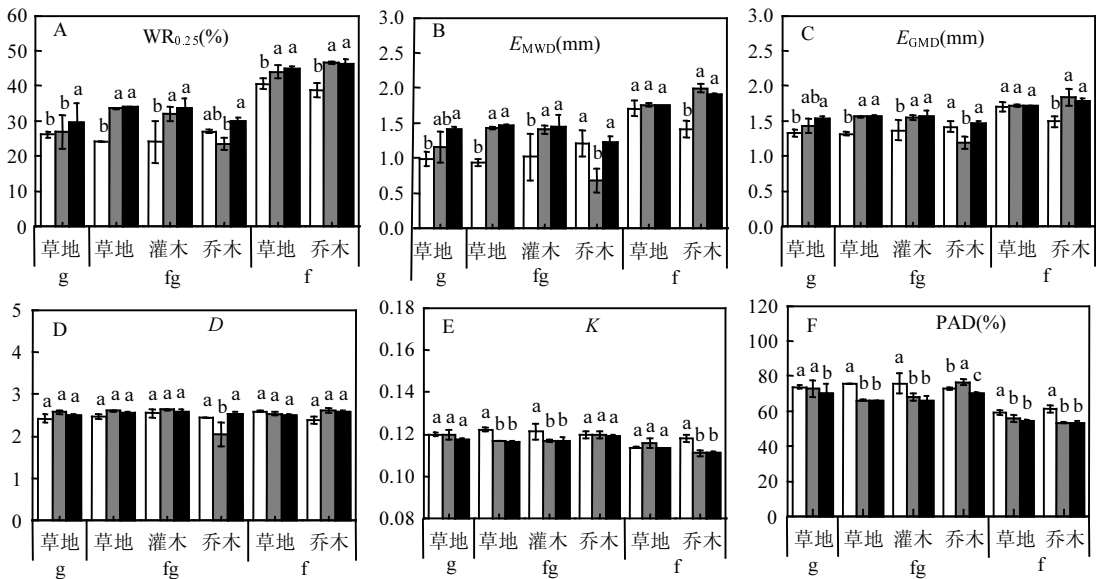 A
WR0.25(%)
60
50
40
30
20
10
0
b b a
b a a
b a a
ab b a
b a a
b a a
草地 草地 灌木 乔木 草地 乔木
g fg f
B
EMWD(mm)
3.0
2.5
2.0
1.5
1.0
0.5
0.0
b ab a
b a a
b a a
a b a
a a a
b a a
草地 草地 灌木 乔木 草地 乔木
g fg f
C
EGMD(mm)
3.0
2.5
2.0
1.5
1.0
0.5
0.0
b ab a
b a a
b a a
a b a
a a a
b a a
草地 草地 灌木 乔木 草地 乔木
g fg f
D
D
5
4
3
2
1
0
a a a
a a a
a a a
a b a
a a a
a a a
草地 草地 灌木 乔木 草地 乔木
g fg f
E
K
0.18
0.16
0.14
0.12
0.10
0.08
a a a
a b b
a b b
a a a
a a a
a b b
草地 草地 灌木 乔木 草地 乔木
g fg f
F
PAD(%)
120
100
80
60
40
20
0
a a b
a b b
a b b
b a c
a b b
a b b
草地 草地 灌木 乔木 草地 乔木
g fg f